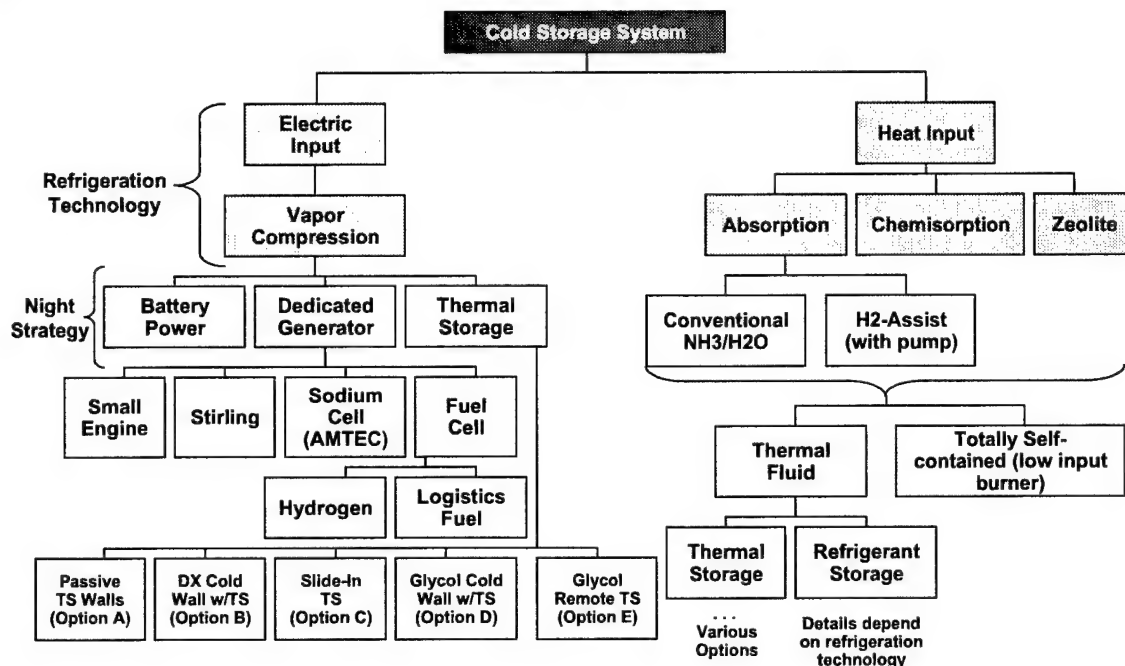 Cold Storage System
Electric
Input
Heat Input
Refrigeration
Technology
Vapor
Compression
Absorption
Chemisorption
Zeolite
Night
Strategy
Battery
Power
Dedicated
Generator
Thermal
Storage
Conventional
NH3/H2O
H2-Assist
(with pump)
Small
Engine
Stirling
Sodium
Cell
(AMTEC)
Fuel
Cell
Thermal
Fluid
Totally Self-
contained (low input
burner)
Hydrogen
Logistics
Fuel
Thermal
Storage
Refrigerant
Storage
Passive
TS Walls
(Option A)
DX Cold
Wall w/TS
(Option B)
Slide-In
TS
(Option C)
Glycol Cold
Wall w/TS
(Option D)
Glycol
Remote TS
(Option E)
. . .
Various
Options
Details depend
on refrigeration
technology